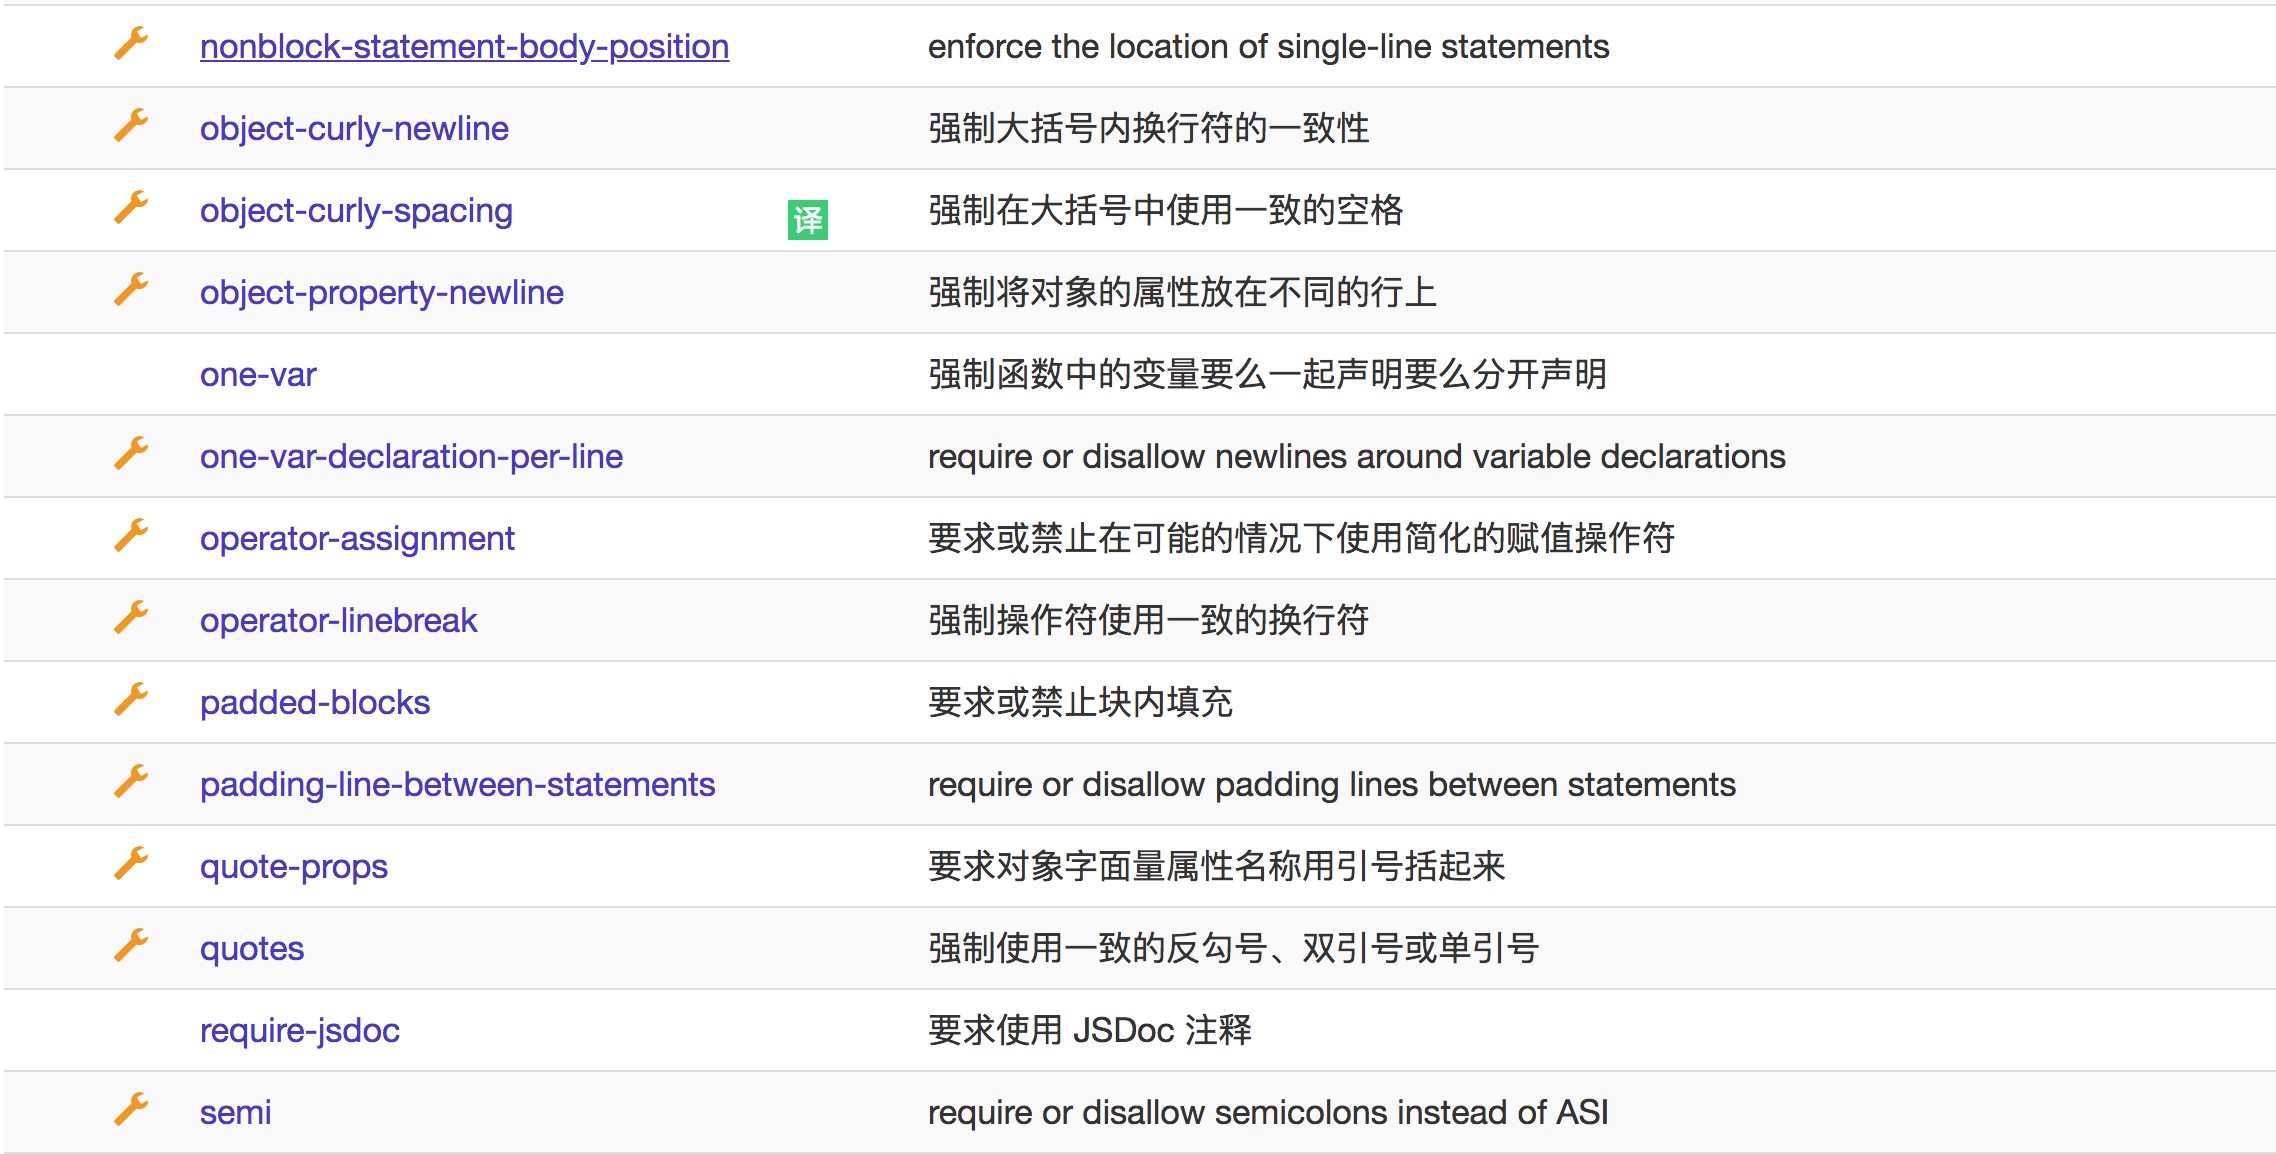 nonblock-statement-body-position enforce the location of single-line statements
object-curly-newline 强制大括号内换行符的一致性
object-curly-spacing 译 强制在大括号中使用一致的空格
object-property-newline 强制将对象的属性放在不同的行上
one-var 强制函数中的变量要么一起声明要么分开声明
one-var-declaration-per-line require or disallow newlines around variable declarations
operator-assignment 要求或禁止在可能的情况下使用简化的赋值操作符
operator-linebreak 强制操作符使用一致的换行符
padded-blocks 要求或禁止块内填充
padding-line-between-statements require or disallow padding lines between statements
quote-props 要求对象字面量属性名称用引号括起来
quotes 强制使用一致的反勾号、双引号或单引号
require-jsdoc 要求使用 JSDoc 注释
semi require or disallow semicolons instead of ASI